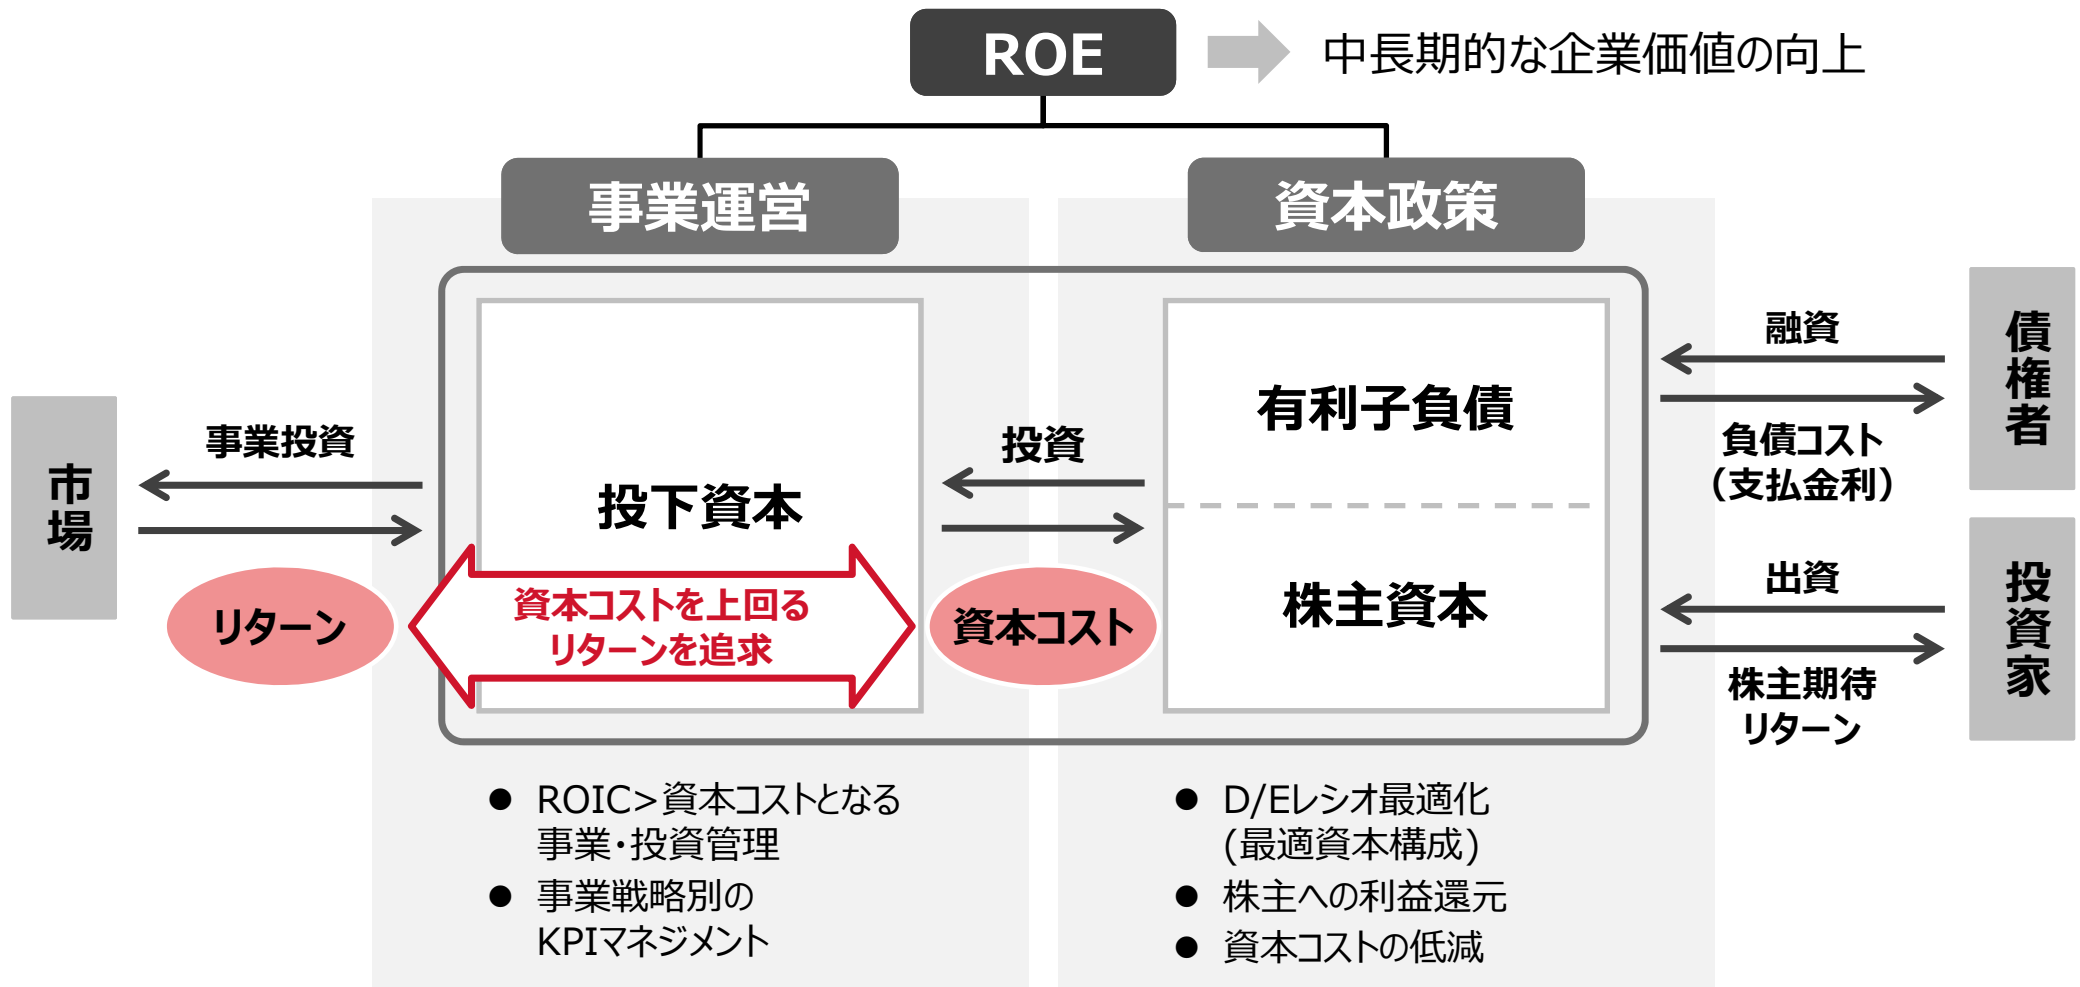 ROE
中長期的な企業価値の向上
事業運営
資本政策
市場
事業投資
リターン
投下資本
資本コストを上回る
リターンを追求
投資
資本コスト
有利子負債
株主資本
融資
負債コスト
（支払金利）
債権者
出資
株主期待
リターン
投資家
● ROIC>資本コストとなる
事業・投資管理
● 事業戦略別の
KPIマネジメント
● D/Eレシオ最適化
(最適資本構成)
● 株主への利益還元
● 資本コストの低減